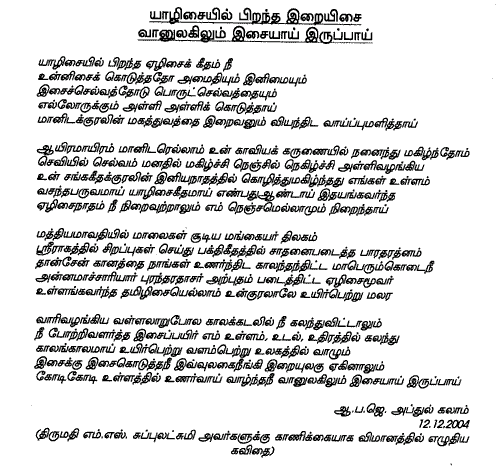 யாழிசையில் பிறந்த இறையிசை
வானுலகிலும் இசையாய் இருப்பாய்
யாழிசையில் பிறந்த ஏழிசைக் கீதம் நீ
உன்னிசைக் கொடுத்ததோ அமைதியும் இனிமையும்
இசைச்செல்வத்தோடு பொருட்செல்வத்தையும்
எல்லோருக்கும் அள்ளி அள்ளிக் கொடுத்தாய்
மானிடக்குரலின் மகத்துவத்தை இறைவனும் வியந்திட வாய்ப்புமளித்தாய்
ஆயிரமாயிரம் மானிடரெல்லாம் உன் காவியக் கருணையில் நனைந்து மகிழ்ந்தோம்
செவியில் செல்வம் மனதில் மகிழ்ச்சி நெஞ்சில் நெகிழ்ச்சி அள்ளிவழங்கிய
உன் சங்ககீதக்குரலின் இனியநாதத்தில் கொழித்துமகிழ்ந்தது எங்கள் உள்ளம்
வசந்தபருவமாய் யாழிசைகீதமாய் எண்பதுஆண்டாய் இதயங்கவர்ந்த
ஏழிசைநாதம் நீ நிறைவுற்றாலும் எம் நெஞ்சமெல்லாமும் நிறைந்தாய்
மத்தியமாவதியில் மாலைகள் சூடிய மங்கையர் திலகம்
ஸ்ரீராகத்தில் சிறப்புகள் செய்து பக்திகீதத்தில் சாதனைபடைத்த பாரதரத்னம்
தான்சேன் கானத்தை நாங்கள் உணர்ந்திட காலந்தந்திட்ட மாபெரும்கொடைநீ
அன்னமாச்சாரியார் புரந்தரதாசர் அற்புதம் படைத்திட்ட ஏழிசைமூவர்
உள்ளங்கவர்ந்த தமிழிசையெல்லாம் உன்குரலாலே உயிர்பெற்று மலர
வாரிவழங்கிய வள்ளலாறுபோல காலக்கடலில் நீ கலந்துவிட்டாலும்
நீ போற்றிவளர்த்த இசைப்பயிர் எம் உள்ளம், உடல், உதிரத்தில் கலந்து
காலங்காலமாய் உயிர்பெற்று வளம்பெற்று உலகத்தில் வாழும்
இசைக்கு இசைகொடுத்தநீ இவ்வுலகைநீங்கி இறையுலகு ஏகினாலும்
கோடிகோடி உள்ளத்தில் உணர்வாய் வாழ்ந்தநீ வானுலகிலும் இசையாய் இருப்பாய்
ஆ.ப.ஜெ. அப்துல் கலாம்
12.12.2004
(திருமதி எம்.எஸ். சுப்புலட்சுமி அவர்களுக்கு காணிக்கையாக விமானத்தில் எழுதிய
கவிதை)